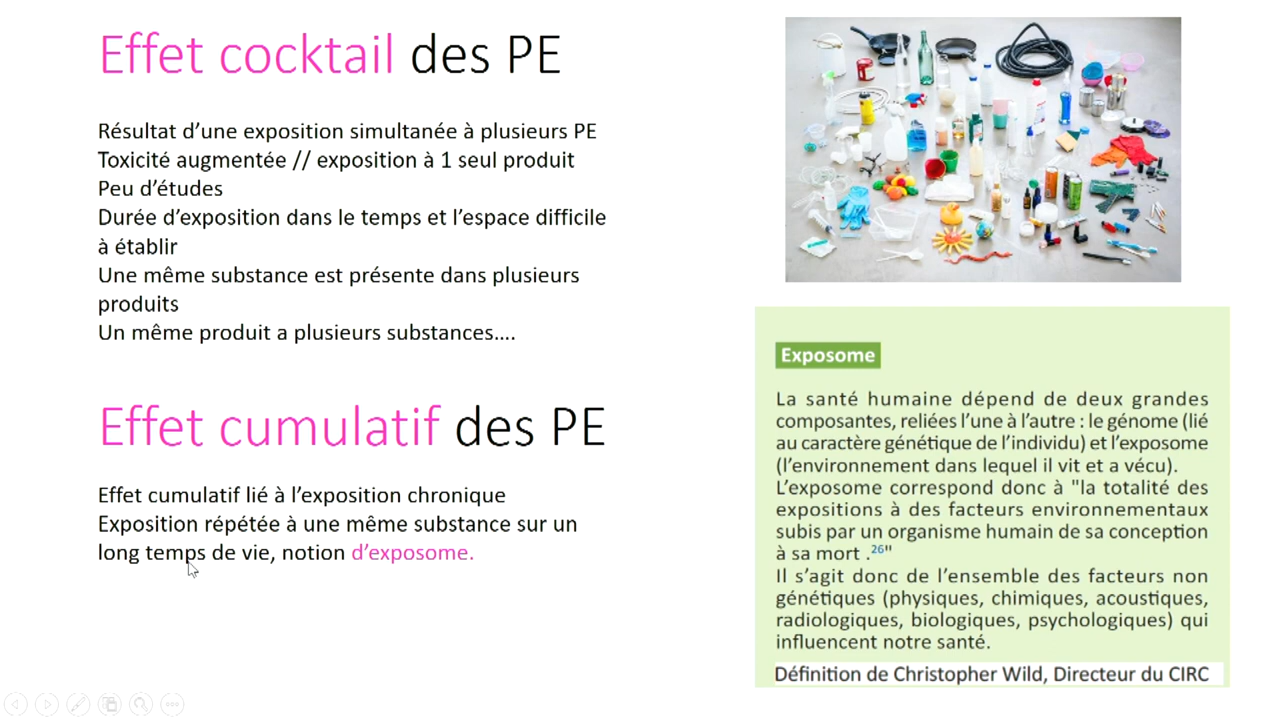 Effet cocktail des PE
Résultat d’une exposition simultanée à plusieurs PE
Toxicité augmentée // exposition à 1 seul produit
Peu d’études
Durée d’exposition dans le temps et l’espace difficile
à établir
Une même substance est présente dans plusieurs
produits
Un même produit a plusieurs substances....
Effet cumulatif des PE
Effet cumulatif lié à l’exposition chronique
Exposition répétée à une même substance sur un
long temps de vie, notion d’exposome.
Exposome
La santé humaine dépend de deux grandes
composantes, reliées l’une à l’autre : le génome (lié
au caractère génétique de l’individu) et l’exposome
(l’environnement dans lequel il vit et a vécu).
L’exposome correspond donc à "la totalité des
expositions à des facteurs environnementaux
subis par un organisme humain de sa conception
à sa mort .26"
Il s’agit donc de l’ensemble des facteurs non
génétiques (physiques, chimiques, acoustiques,
radiologiques, biologiques, psychologiques) qui
influencent notre santé.
Définition de Christopher Wild, Directeur du CIRC